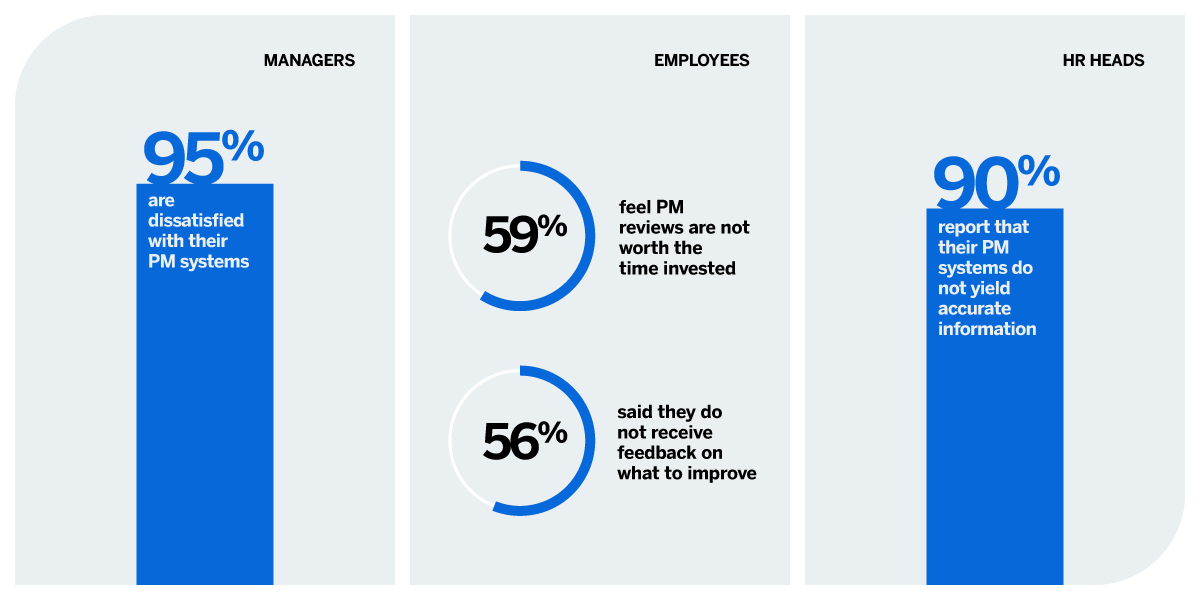 MANAGERS
95%
are
dissatisfied
with their
PM systems
EMPLOYEES
59%
feel PM
reviews are not
worth the
time invested
56%
said they do
not receive
feedback on
what to improve
HR HEADS
90%
report that
their PM
systems do
not yield
accurate
information